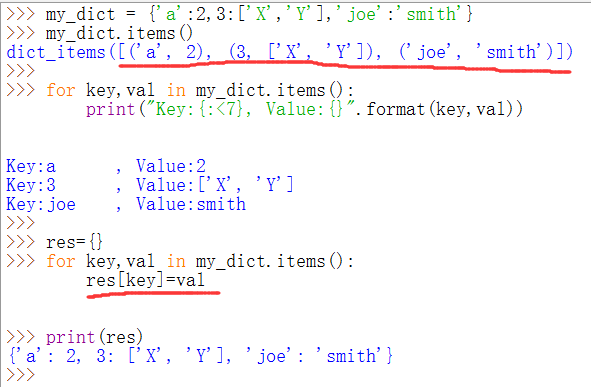 >>> my_dict = {'a':2,3:['X','Y'],'joe':'smith'}
>>> my_dict.items()
dict_items([('a', 2), (3, ['X', 'Y']), ('joe', 'smith')])
>>>
>>> for key,val in my_dict.items():
        print("Key:{:<7}, Value:{}".format(key,val))
Key:a      , Value:2
Key:3      , Value:['X', 'Y']
Key:joe    , Value:smith
>>>
>>> res={}
>>> for key,val in my_dict.items():
        res[key]=val
>>> print(res)
{'a': 2, 3: ['X', 'Y'], 'joe': 'smith'}
>>>